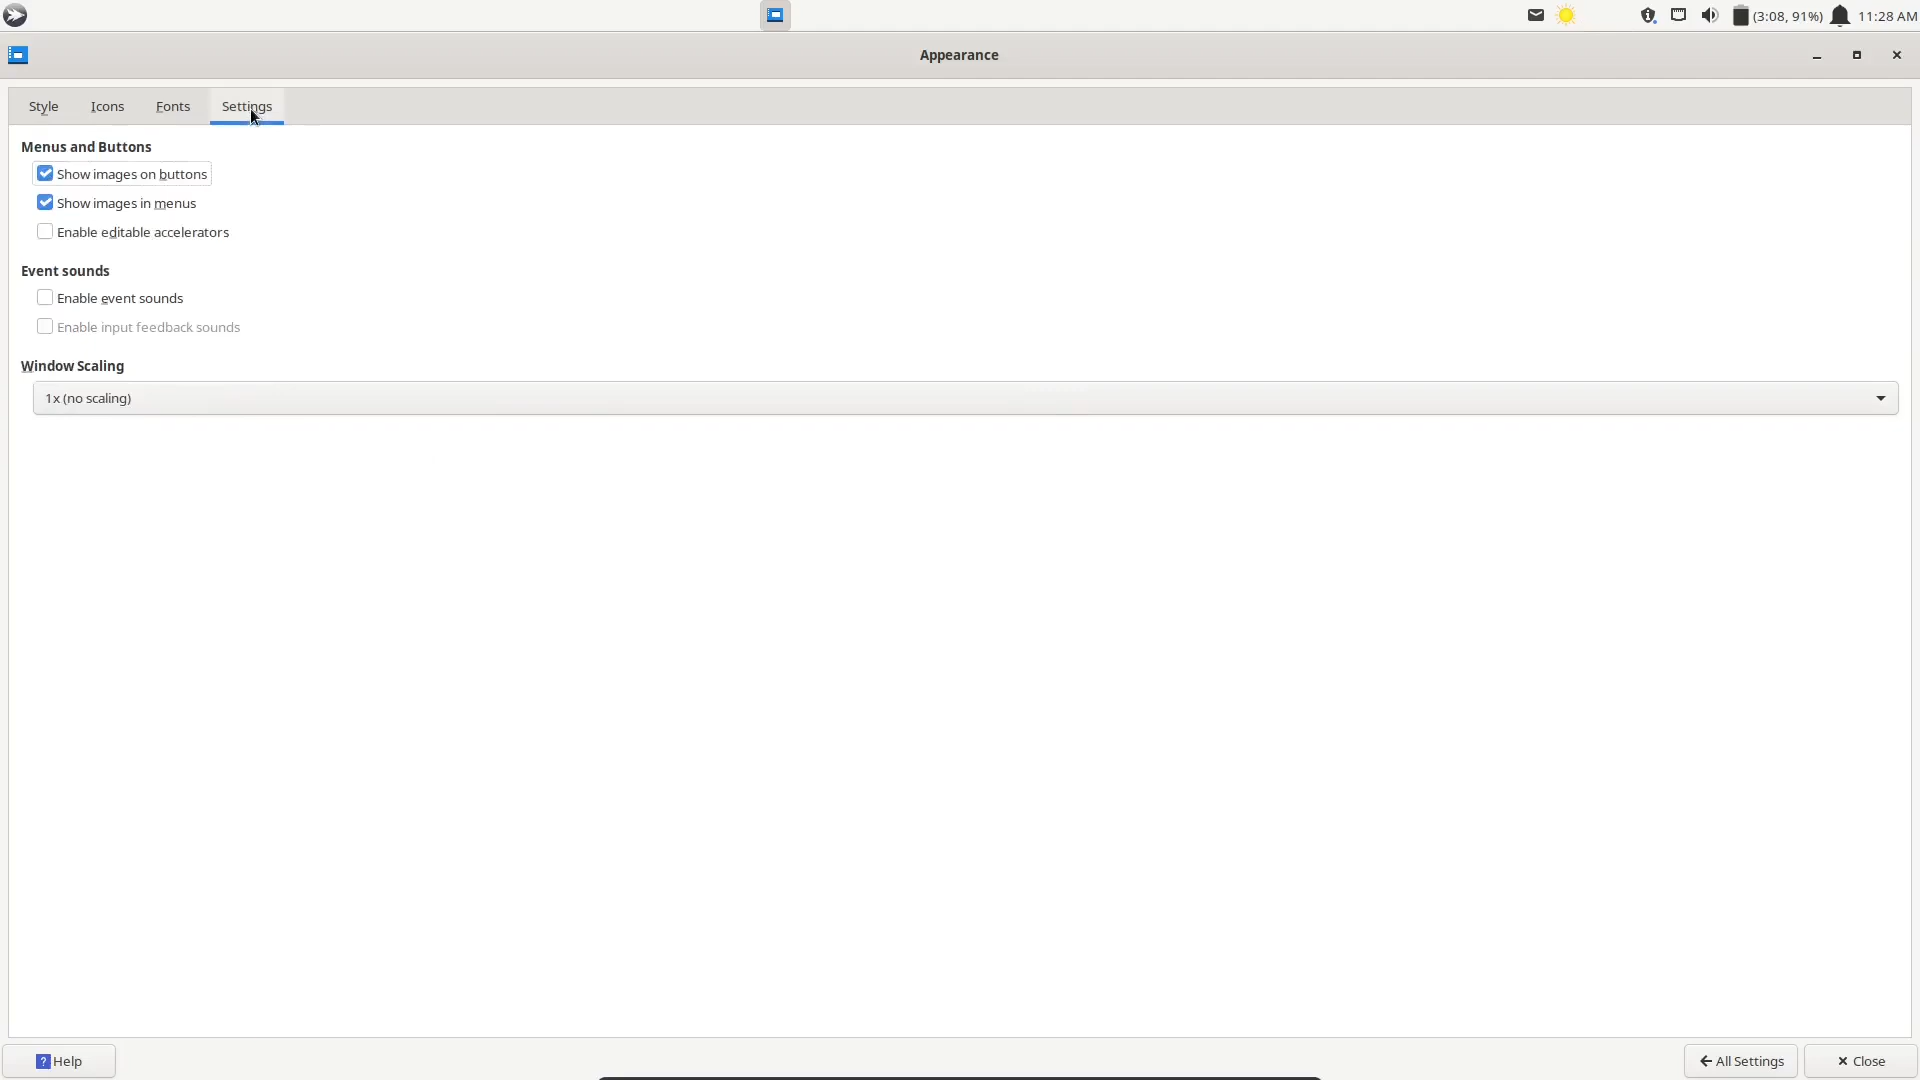 (3:08, 91%) 11:28 AM
Appearance
Style Icons Fonts Settings
Menus and Buttons
Show images on buttons
Show images in menus
Enable editable accelerators
Event sounds
Enable event sounds
Enable input feedback sounds
Window Scaling
1x (no scaling)
? Help All Settings Close